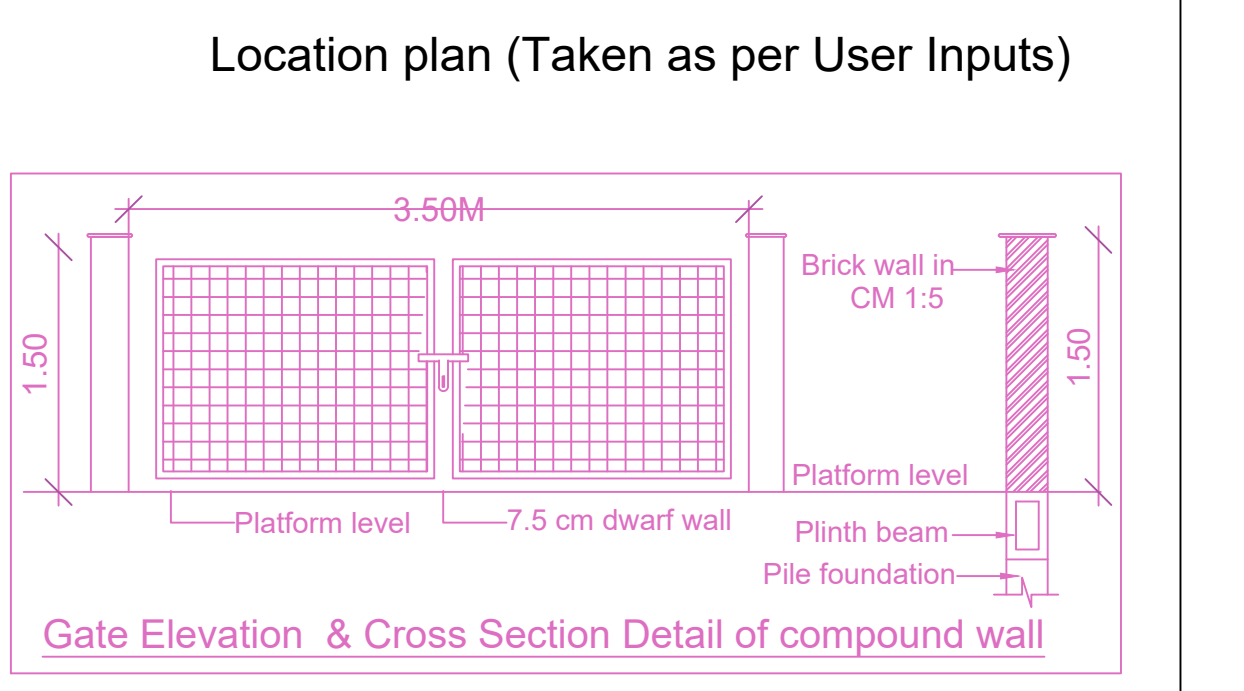 Location plan (Taken as per User Inputs)
3.50M
1.50
Brick wall in
CM 1:5
1.50
Platform level
Platform level
7.5 cm dwarf wall
Plinth beam
Pile foundation
Gate Elevation & Cross Section Detail of compound wall